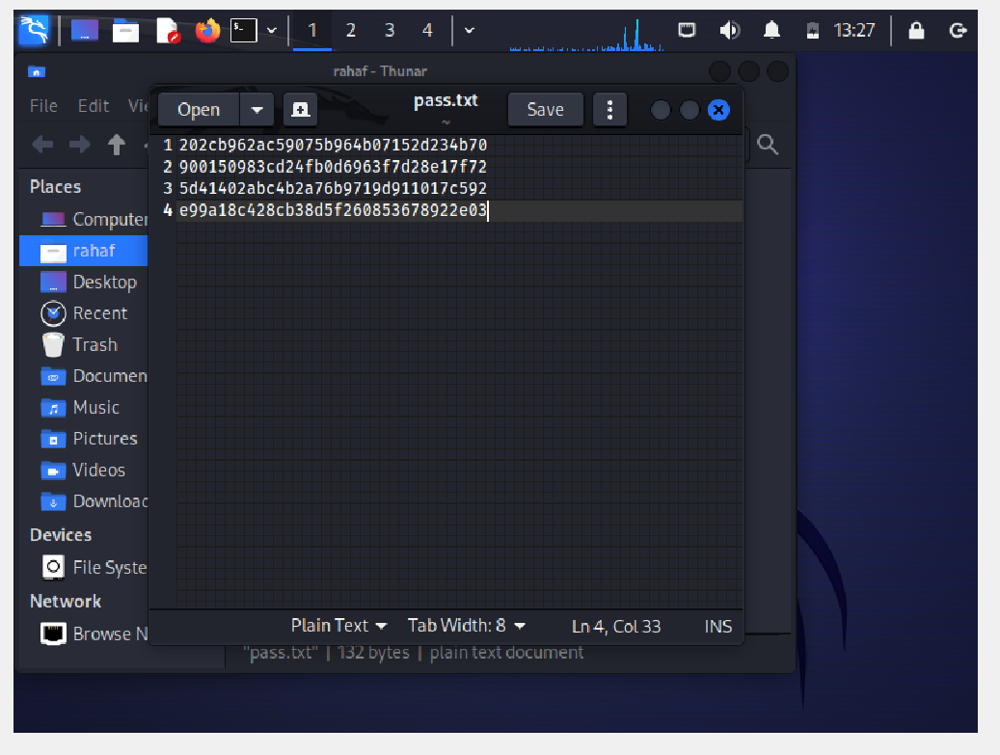 1 2 3 4 13:27
rahaf - Thunar
File Edit Vie
Open pass.txt Save
~
1 202cb962ac59075b964b07152d234b70
2 900150983cd24fb0d6963f7d28e17f72
3 5d41402abc4b2a76b9719d911017c592
4 e99a18c428cb38d5f260853678922e03
Places
Computer
rahaf
Desktop
Recent
Trash
Documen
Music
Pictures
Videos
Downloac
Devices
File Syste
Network
Browse N
Plain Text Tab Width: 8 Ln 4, Col 33 INS
"pass.txt" | 132 bytes | plain text document